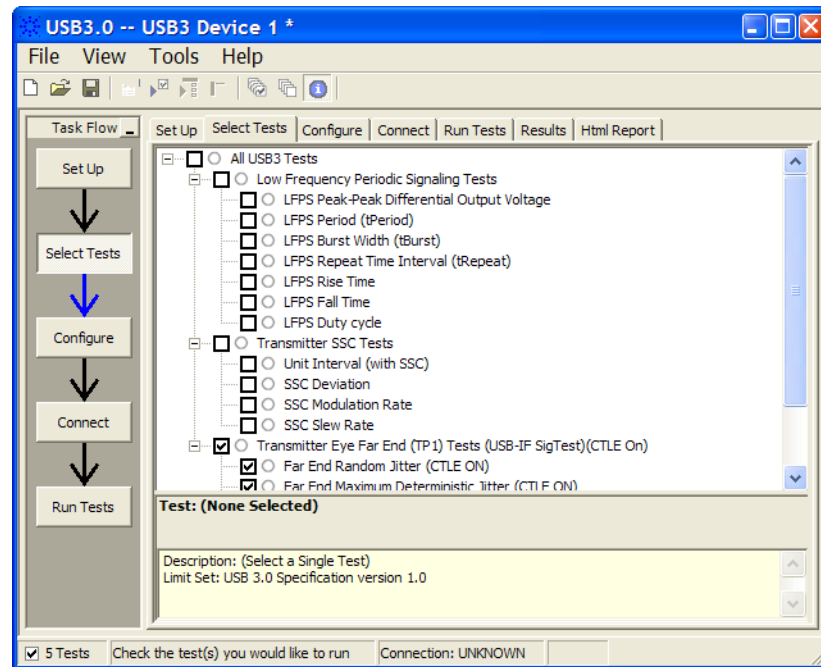 USB3.0 -- USB3 Device 1 *
File View Tools Help
Task Flow
Set Up Select Tests Configure Connect Run Tests Results Html Report
Set Up
Select Tests
Configure
Connect
Run Tests
All USB3 Tests
Low Frequency Periodic Signaling Tests
LFPS Peak-Peak Differential Output Voltage
LFPS Period (tPeriod)
LFPS Burst Width (tBurst)
LFPS Repeat Time Interval (tRepeat)
LFPS Rise Time
LFPS Fall Time
LFPS Duty cycle
Transmitter SSC Tests
Unit Interval (with SSC)
SSC Deviation
SSC Modulation Rate
SSC Slew Rate
Transmitter Eye Far End (TP1) Tests (USB-IF SigTest)(CTLE On)
Far End Random Jitter (CTLE ON)
Far End Maximum Deterministic Jitter (CTLE ON)
Test: (None Selected)
Description: (Select a Single Test)
Limit Set: USB 3.0 Specification version 1.0
5 Tests Check the test(s) you would like to run Connection: UNKNOWN